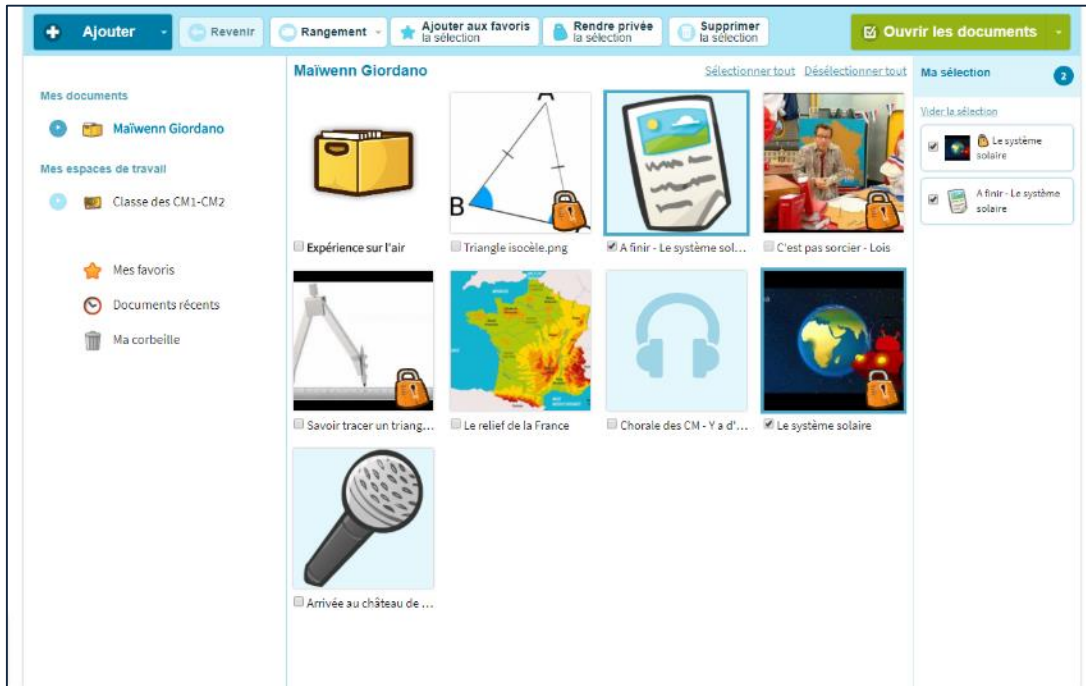 Ajouter
Revenir
Rangement
Ajouter aux favoris
la sélection
Rendre privée
la sélection
Supprimer
la sélection
Ouvrir les documents
Mes documents
Maïwenn Giordano
Mes espaces de travail
Classe des CM1-CM2
Mes favoris
Documents récents
Ma corbeille
Maïwenn Giordano
Sélectionner tout Désélectionner tout
A
B
Expérience sur l'air
Triangle isocèle.png
A finir - Le système sol...
C'est pas sorcier - Lois
Savoir tracer un triang...
Le relief de la France
Chorale des CM - Y a d'...
Le système solaire
Arrivée au château de ...
Ma sélection
2
Vider la sélection
Le système
solaire
A finir - Le système
solaire